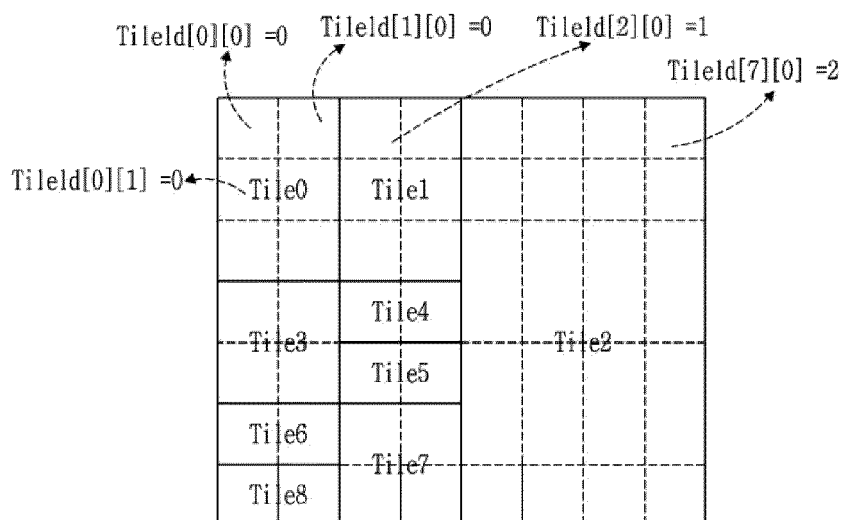 TileId[0][0] =0
TileId[1][0] =0
TileId[2][0] =1
TileId[7][0] =2
TileId[0][1] =0
Tile0
Tile1
Tile4
Tile3
Tile2
Tile5
Tile6
Tile7
Tile8